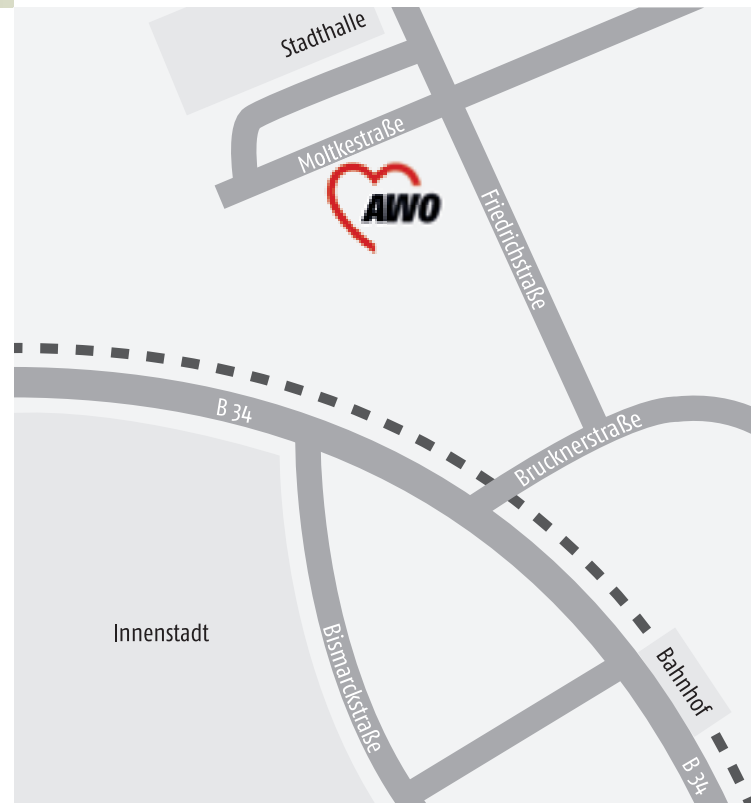 Stadthalle
Moltkestraße
AWO
Friedrichstraße
B 34
Brucknerstraße
Innenstadt
Bismarckstraße
Bahnhof
B 34